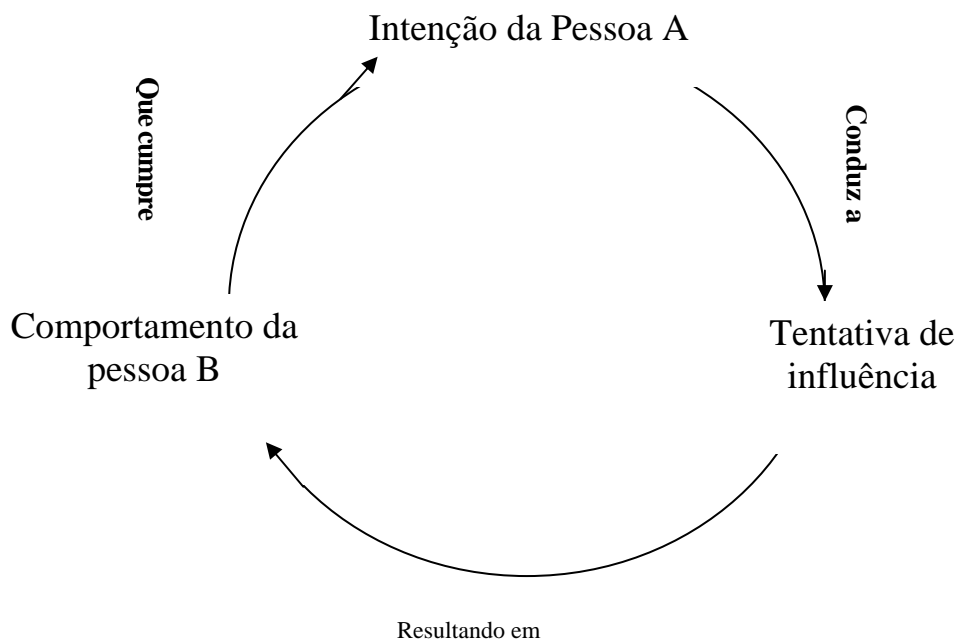 Intenção da Pessoa A
Conduz a
Tentativa de
influência
Resultando em
Comportamento da
pessoa B
Que cumpre